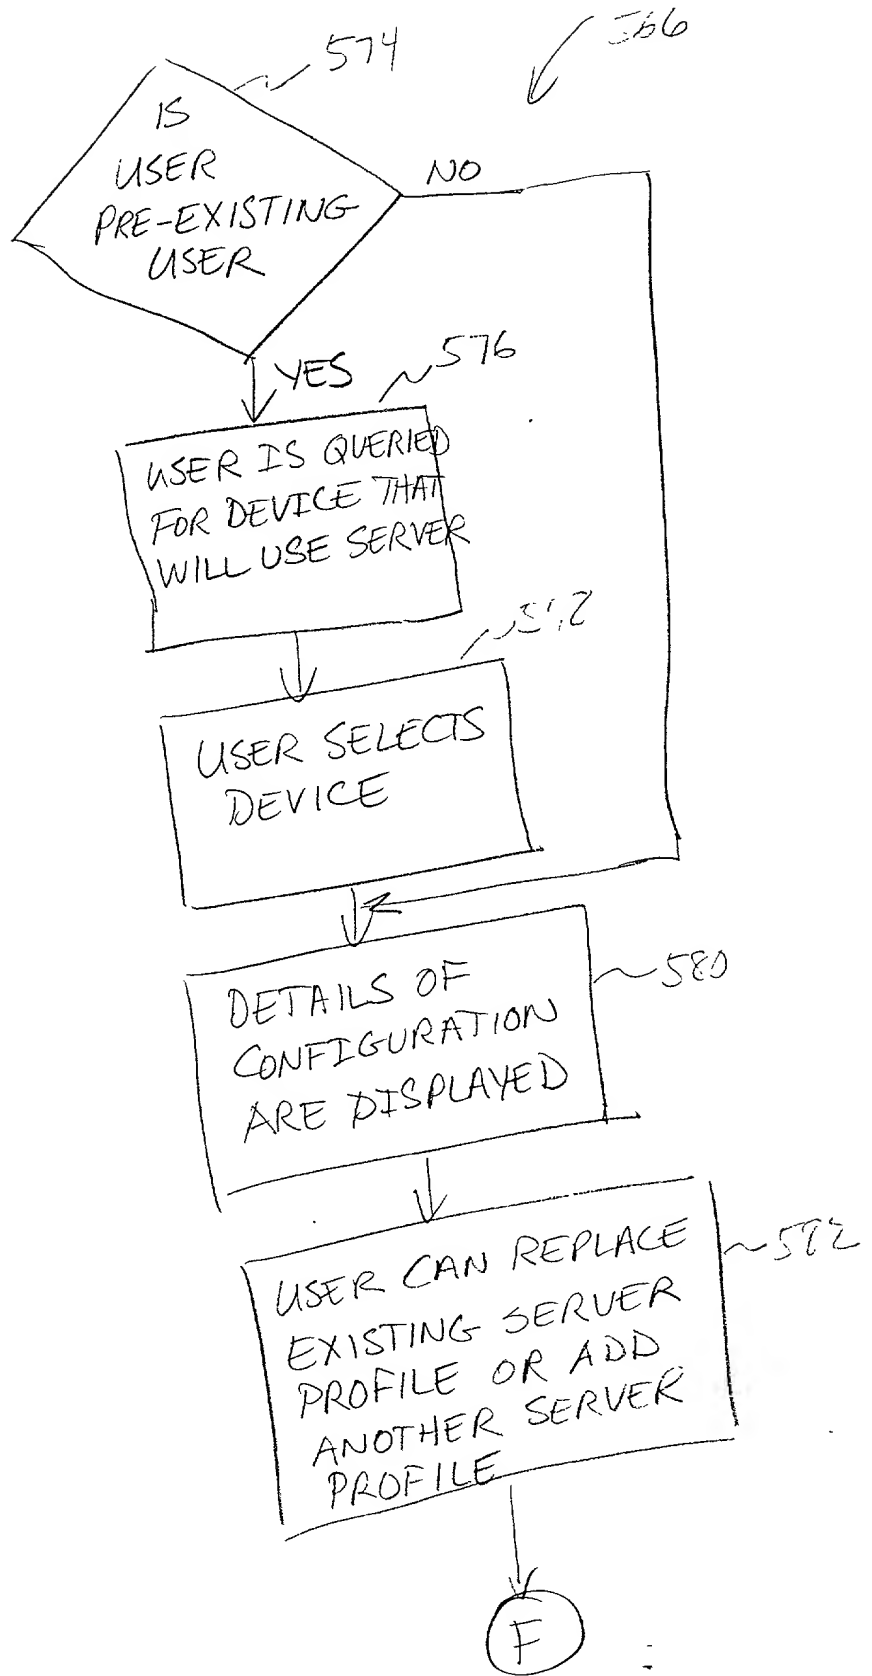 574
566
IS
USER
PRE-EXISTING
USER
NO
YES
576
USER IS QUERIED
FOR DEVICE THAT
WILL USE SERVER
USER SELECTS
DEVICE
580
DETAILS OF
CONFIGURATION
ARE DISPLAYED
USER CAN REPLACE
EXISTING SERVER
PROFILE OR ADD
ANOTHER SERVER
PROFILE
F